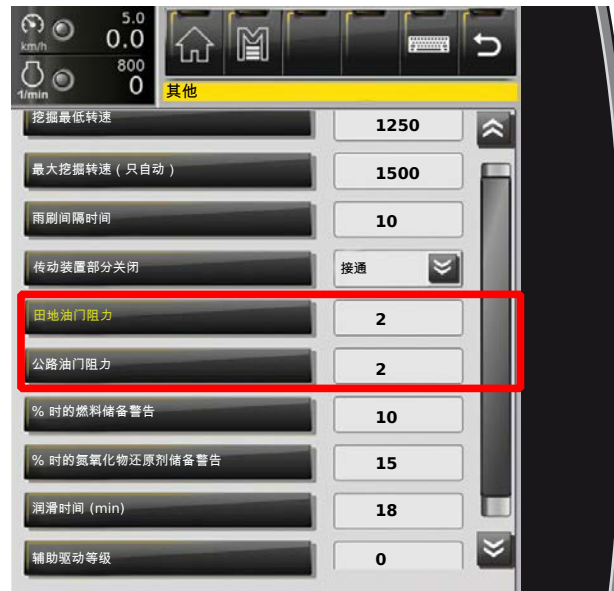 5.0
km/h 0.0
800
1/min 0
其他
挖掘最低转速 1250
最大挖掘转速 ( 只自动 ) 1500
雨刷间隔时间 10
传动装置部分关闭 接通
田地油门阻力 2
公路油门阻力 2
% 时的燃料储备警告 10
% 时的氮氧化物还原剂储备警告 15
润滑时间 (min) 18
辅助驱动等级 0